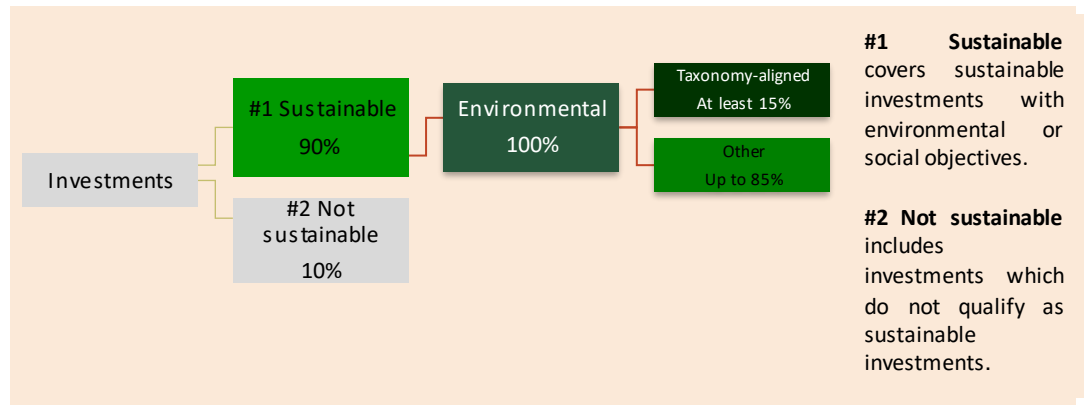 Investments
#1 Sustainable
90%
#2 Not
sustainable
10%
Environmental
100%
Taxonomy-aligned
At least 15%
Other
Up to 85%
#1 Sustainable
covers sustainable
investments with
environmental or
social objectives.
#2 Not sustainable
includes
investments which
do not qualify as
sustainable
investments.